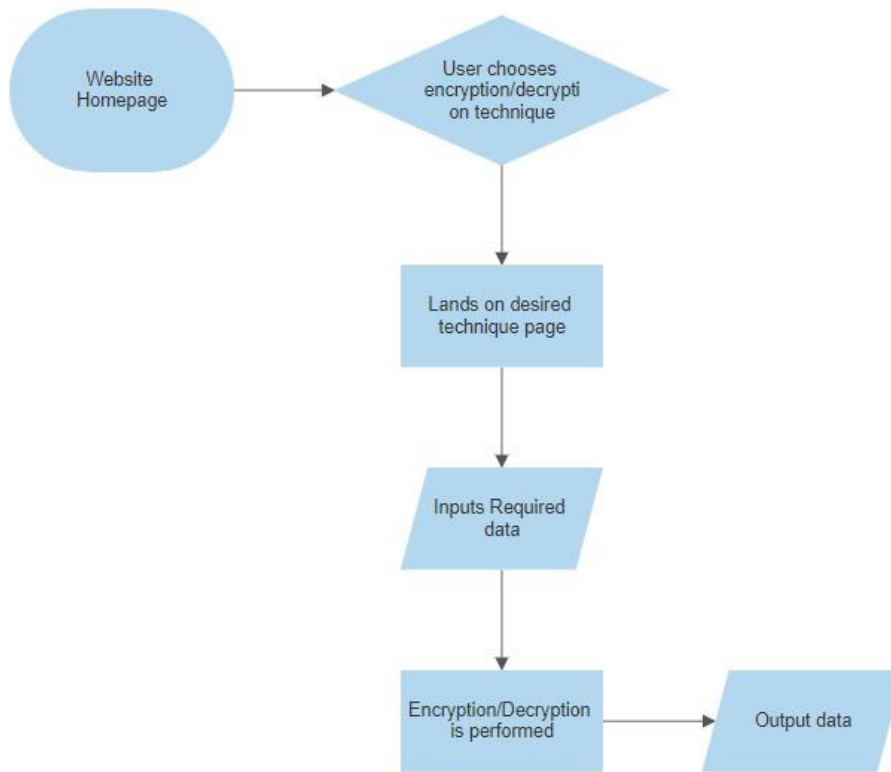 Website
Homepage
User chooses
encryption/decrypti
on technique
Lands on desired
technique page
Inputs Required
data
Encryption/Decryption
is performed
Output data